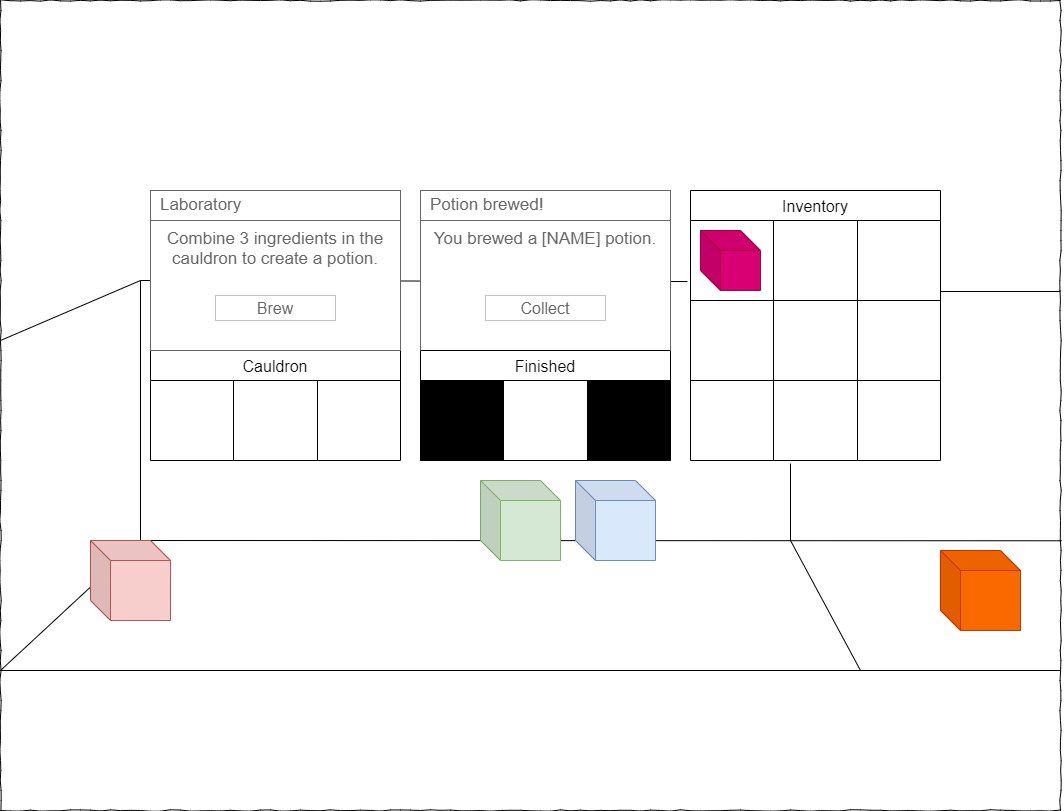 Laboratory
Combine 3 ingredients in the
cauldron to create a potion.
Brew
Cauldron
Potion brewed!
You brewed a [NAME] potion.
Collect
Finished
Inventory